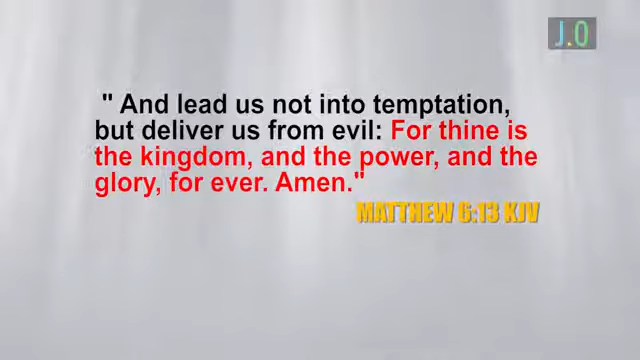 J.0
" And lead us not into temptation,
but deliver us from evil: For thine is
the kingdom, and the power, and the
glory, for ever. Amen."
MATTHEW 6:13 KJV